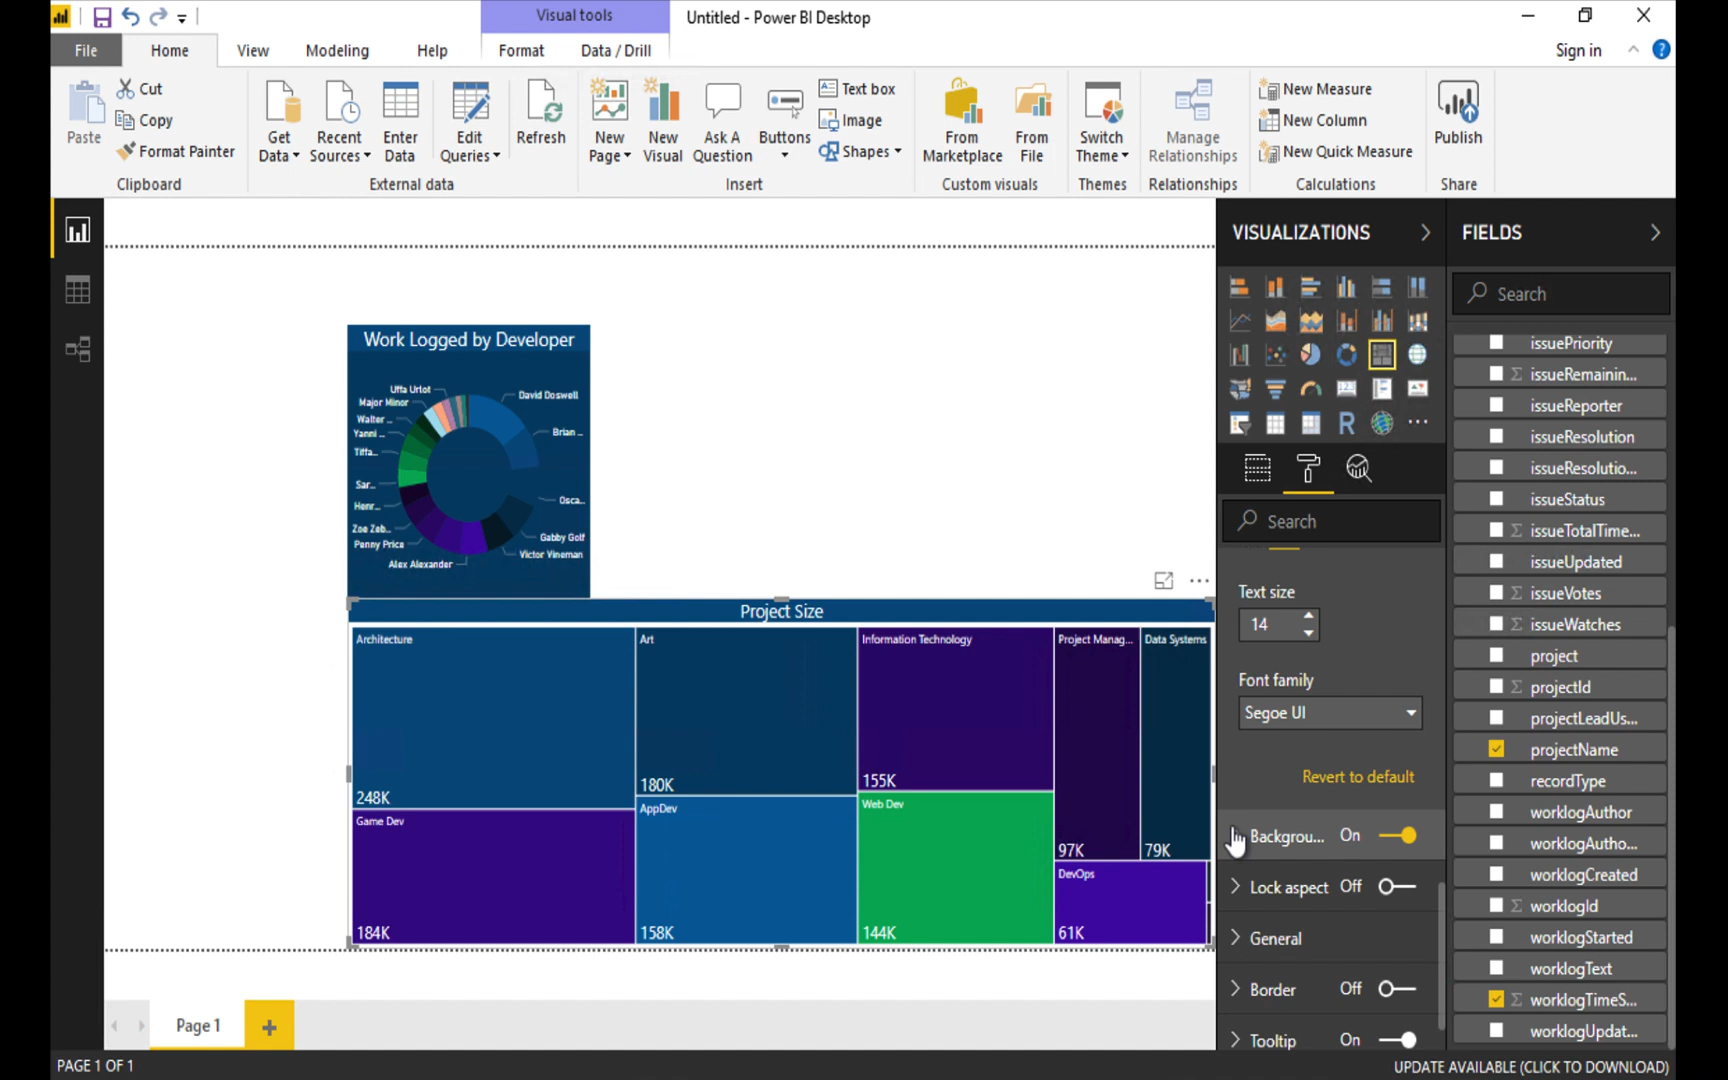 Visual tools
Untitled - Power BI Desktop
File
Home
View
Modeling
Help
Format
Data / Drill
Sign in
Paste
Cut
Copy
Format Painter
Clipboard
Get Data
Recent Sources
Enter Data
Edit Queries
Refresh
External data
New Page
New Visual
Ask A Question
Buttons
Text box
Image
Shapes
Insert
From Marketplace
From File
Custom visuals
Switch Theme
Themes
Manage Relationships
Relationships
New Measure
New Column
New Quick Measure
Calculations
Publish
Share
Work Logged by Developer
Uffa Urlot
Major Minor
Walter ...
Yanni ...
Tiffa...
Sar...
Henr...
Zoe Zeb...
Penny Price
Alex Alexander
David Doswell
Brian ...
Osca...
Gabby Golf
Victor Vineman
Project Size
Architecture
248K
Game Dev
184K
Art
180K
AppDev
158K
Information Technology
155K
Web Dev
144K
Project Manag...
97K
Data Systems
79K
DevOps
61K
VISUALIZATIONS
R
Search
Text size
14
Font family
Segoe UI
Revert to default
Backgrou... On
Lock aspect Off
General
Border Off
Tooltip On
FIELDS
Search
issuePriority
issueRemainin...
issueReporter
issueResolution
issueResolutio...
issueStatus
issueTotalTime...
issueUpdated
issueVotes
issueWatches
project
projectId
projectLeadUs...
projectName
recordType
worklogAuthor
worklogAutho...
worklogCreated
worklogId
worklogStarted
worklogText
worklogTimeS...
worklogUpdat...
Page 1
PAGE 1 OF 1
UPDATE AVAILABLE (CLICK TO DOWNLOAD)